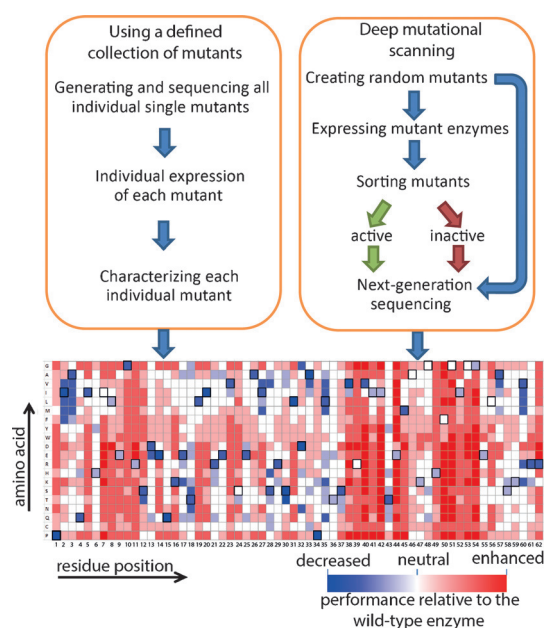 Using a defined
collection of mutants
Generating and sequencing all
individual single mutants
Individual expression
of each mutant
Characterizing each
individual mutant
Deep mutational
scanning
Creating random mutants
Expressing mutant enzymes
Sorting mutants
active inactive
Next-generation
sequencing
amino acid
G
A
V
I
L
M
F
Y
W
D
E
R
H
K
S
T
N
Q
C
P
1 2 3 4 5 6 7 8 9 10 11 12 13 14 15 16 17 18 19 20 21 22 23 24 25 26 27 28 29 30 31 32 33 34 35 36 37 38 39 40 41 42 43 44 45 46 47 48 49 50 51 52 53 54 55 56 57 58 59 60 61 62
residue position
decreased neutral enhanced
performance relative to the
wild-type enzyme